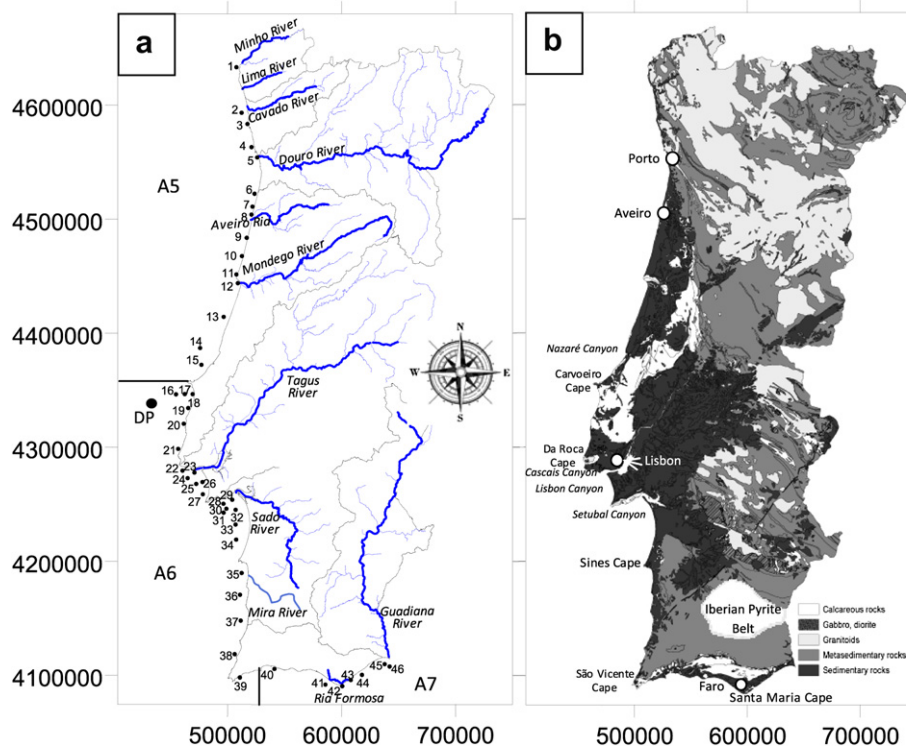 a
Minho River
1
Lima River
2
Cavado River
3
4
5
Douro River
A5
6
7
8
Aveiro Ria
9
10
Mondego River
11
12
13
14
15
16
17
18
DP
19
20
Tagus
River
21
22
23
24
25
26
27
28
29
30
31
32
33
34
Sado
River
A6
35
36
Mira River
37
Guadiana
River
38
39
40
41
42
43
44
45
46
Ria Formosa
A7
N
W
E
S
4600000
4500000
4400000
4300000
4200000
4100000
500000
600000
700000
b
Porto
Aveiro
Nazaré Canyon
Carvoeiro
Cape
Da Roca
Cape
Lisbon
Cascais Canyon
Lisbon Canyon
Setubal Canyon
Sines Cape
Iberian Pyrite
Belt
Calcareous rocks
Gabbro, diorite
Granitoids
Metasedimentary rocks
Sedimentary rocks
São Vicente
Cape
Faro
Santa Maria Cape
500000
600000
700000